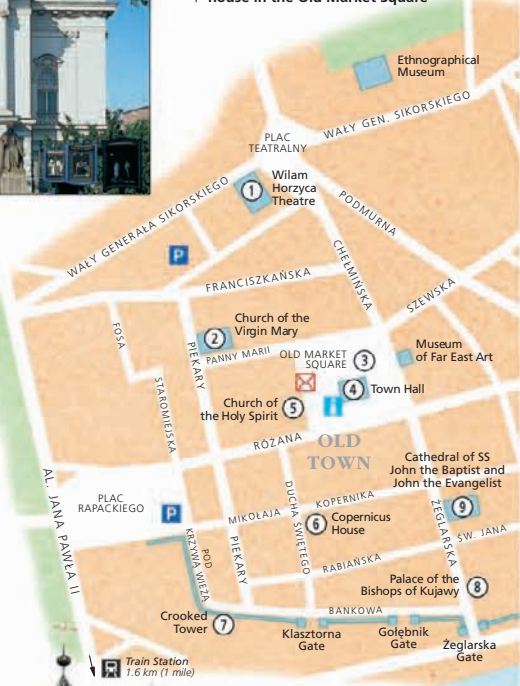 house in the Old Market Square
Ethnographical
Museum
WAŁY GEN. SIKORSKIEGO
PLAC
TEATRALNY
1
Wilam
Horzyca
Theatre
WAŁY GENERAŁA SIKORSKIEGO
PODMURNA
P
CHEŁMIŃSKA
FRANCISZKAŃSKA
SZEWSKA
FOSA
Church of the
Virgin Mary
2
PANNY MARII
PIEKARY
OLD MARKET
SQUARE
3
Museum
of Far East Art
STAROMIEJSKA
4
Town Hall
Church of
the Holy Spirit
5
i
RÓŻANA
OLD
TOWN
Cathedral of SS
John the Baptist and
John the Evangelist
9
AL. JANA PAWŁA II
PLAC
RAPACKIEGO
P
DUCHA ŚWIĘTEGO
MIKOŁAJA KOPERNIKA
6
Copernicus
House
ŻEGLARSKA
ŚW. JANA
POD
KRZYWĄ WIEŻĄ
PIEKARY
RABIAŃSKA
Palace of the
Bishops of Kujawy
8
BANKOWA
Crooked
Tower
7
Klasztorna
Gate
Gołębnik
Gate
Żeglarska
Gate
Train Station
1.6 km (1 mile)